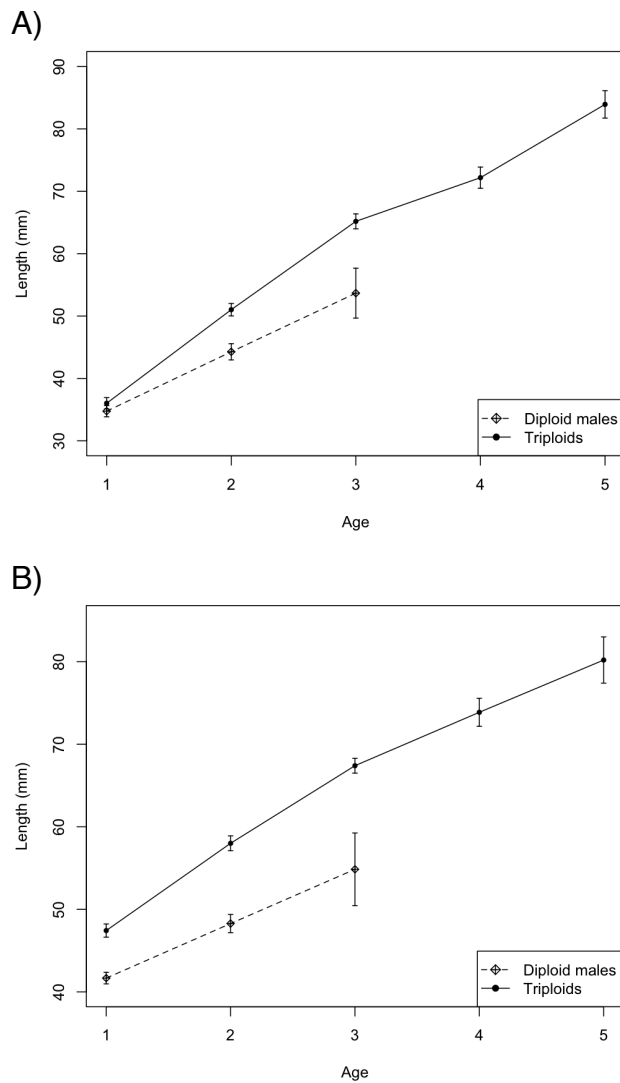 A)
90
80
70
60
50
40
30
Length (mm)
Diploid males
Triploids
1 2 3 4 5
Age
B)
80
70
60
50
40
Length (mm)
Diploid males
Triploids
1 2 3 4 5
Age